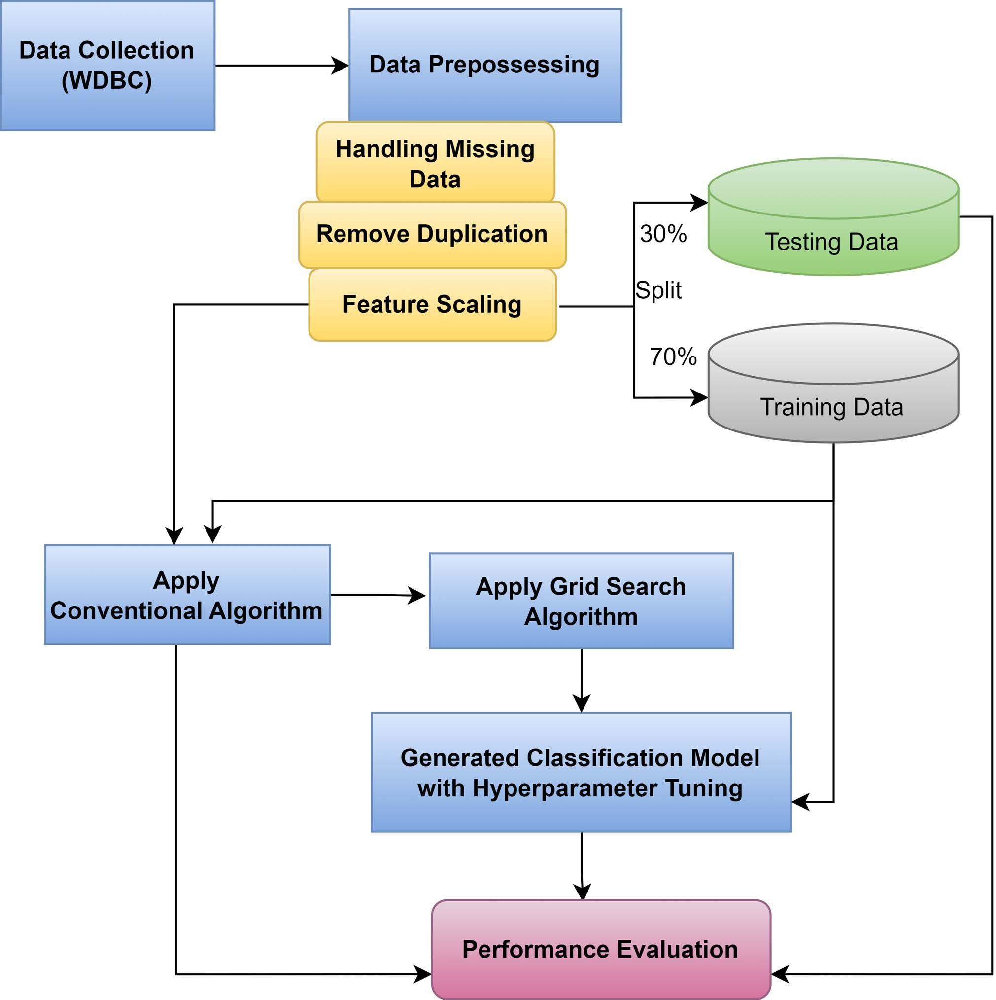 Data Collection
(WDBC)
Data Prepossessing
Handling Missing
Data
Remove Duplication
Feature Scaling
30%
Split
70%
Testing Data
Training Data
Apply
Conventional Algorithm
Apply Grid Search
Algorithm
Generated Classification Model
with Hyperparameter Tuning
Performance Evaluation